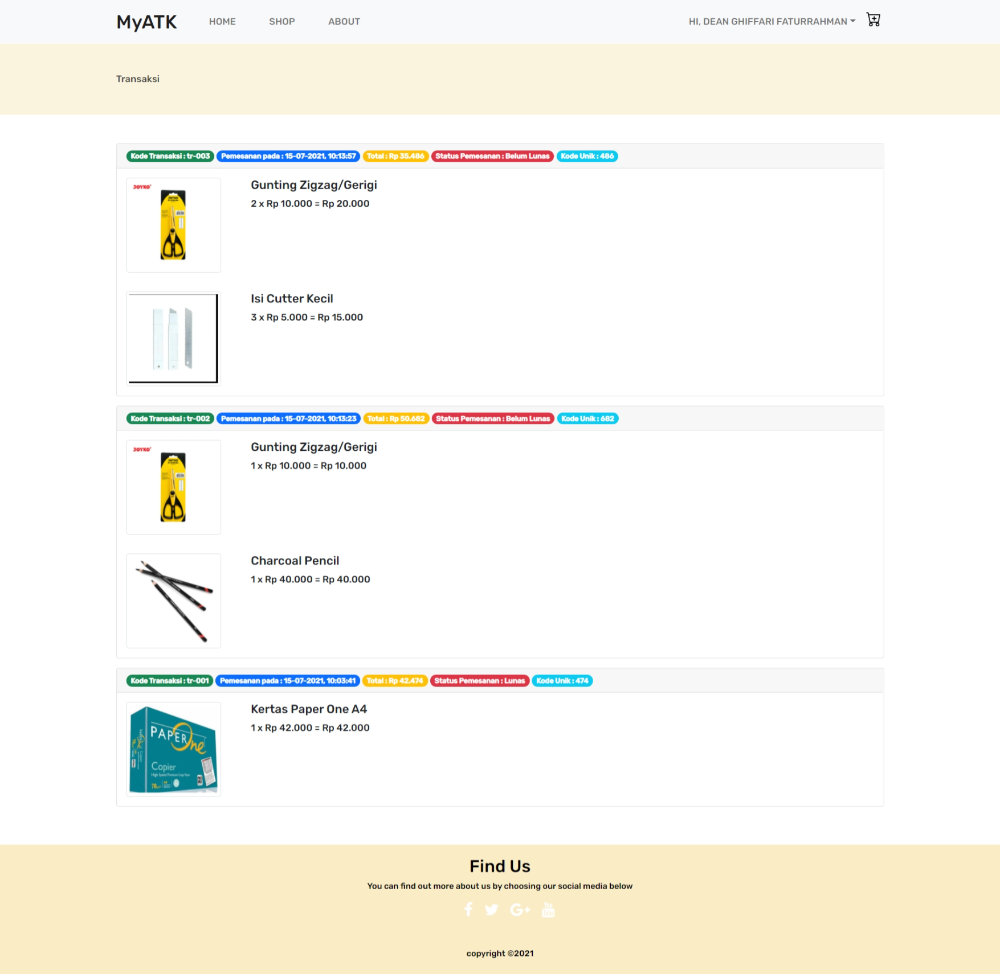 MyATK HOME SHOP ABOUT HI, DEAN GHIFFARI FATURRAHMAN
Transaksi
Kode Transaksi : tr-003 Pemesanan pada : 15-07-2021, 10:13:57 Total : Rp 35.486 Status Pemesanan : Belum Lunas Kode Unik : 486
JOYKO
Gunting Zigzag/Gerigi
2 x Rp 10.000 = Rp 20.000
Isi Cutter Kecil
3 x Rp 5.000 = Rp 15.000
Kode Transaksi : tr-002 Pemesanan pada : 15-07-2021, 10:13:23 Total : Rp 50.682 Status Pemesanan : Belum Lunas Kode Unik : 682
JOYKO
Gunting Zigzag/Gerigi
1 x Rp 10.000 = Rp 10.000
Charcoal Pencil
1 x Rp 40.000 = Rp 40.000
Kode Transaksi : tr-001 Pemesanan pada : 15-07-2021, 10:03:41 Total : Rp 42.474 Status Pemesanan : Lunas Kode Unik : 474
PAPER One
Copier
High Speed Premium Copy Paper
Kertas Paper One A4
1 x Rp 42.000 = Rp 42.000
Find Us
You can find out more about us by choosing our social media below
You Tube
copyright ©2021